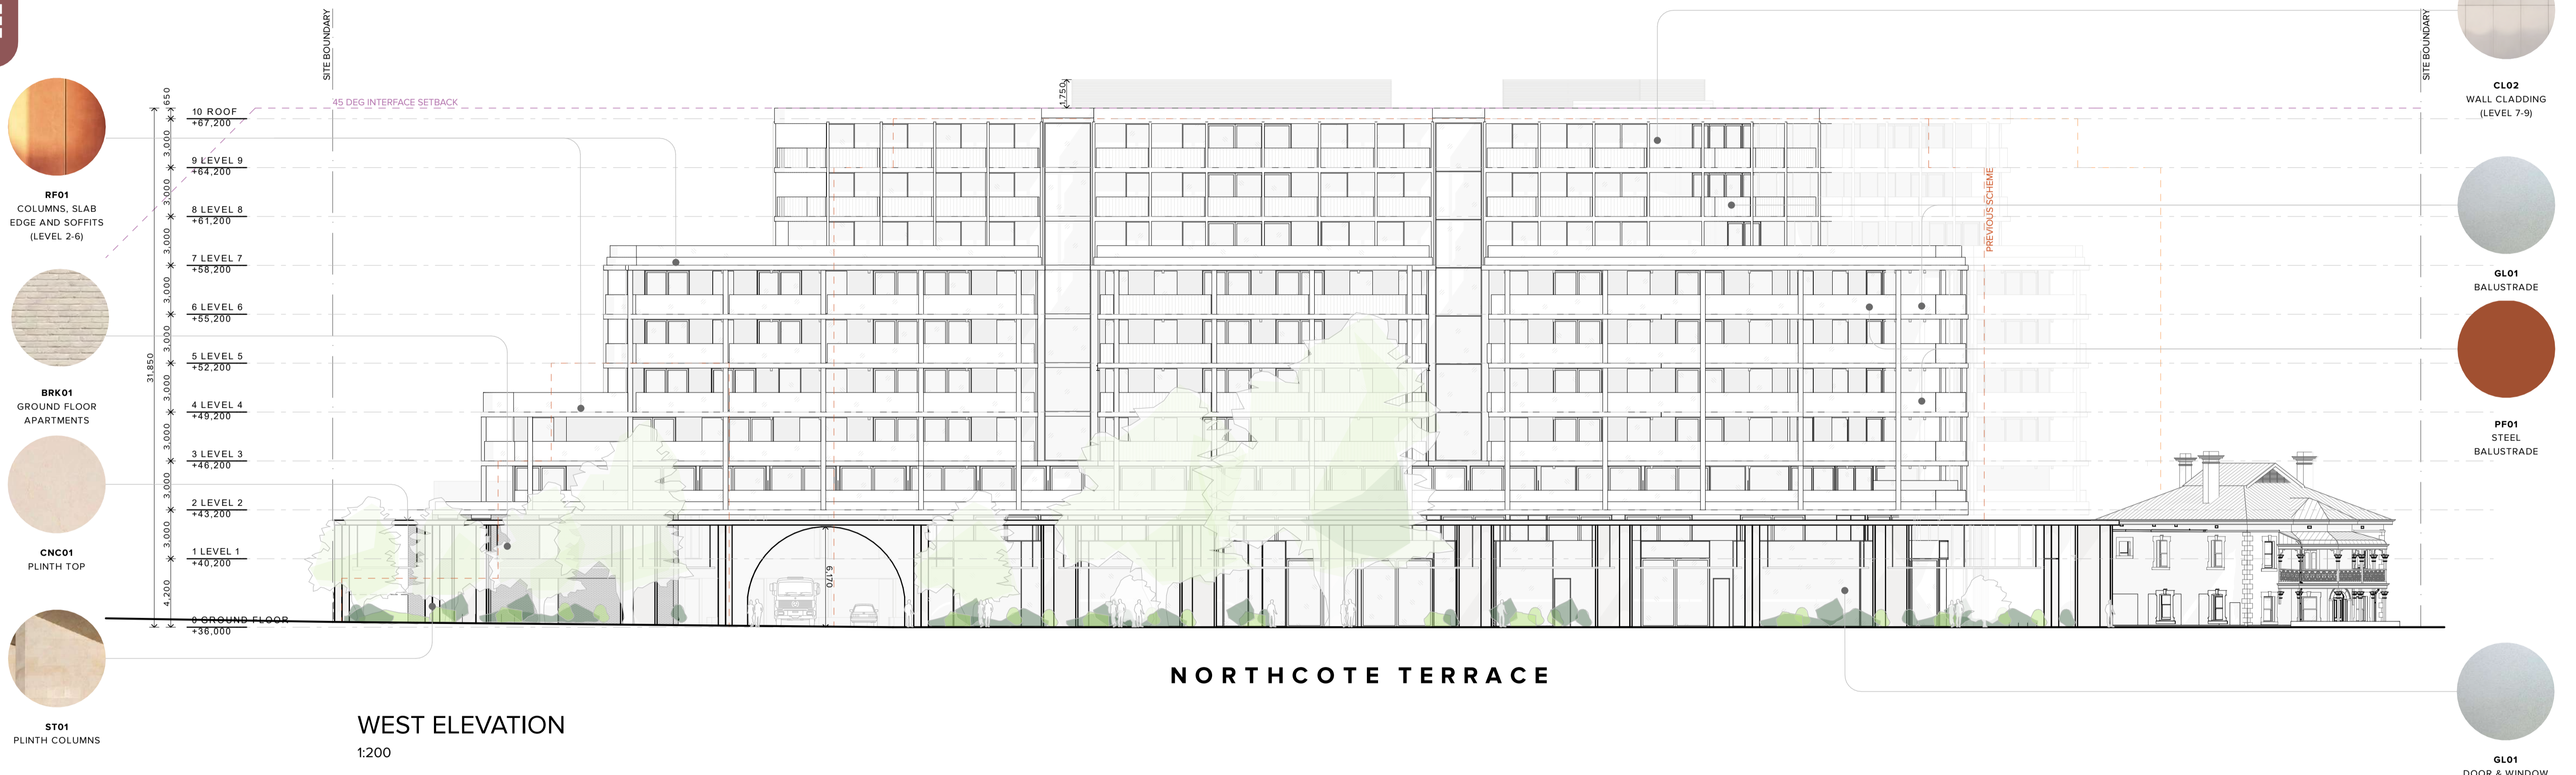 SITE BOUNDARY
SITE BOUNDARY
45 DEG INTERFACE SETBACK
1,750
650
10 ROOF
+67,200
3,000
9 LEVEL 9
+64,200
3,000
8 LEVEL 8
+61,200
3,000
7 LEVEL 7
+58,200
3,000
6 LEVEL 6
+55,200
3,000
5 LEVEL 5
+52,200
31,850
3,000
4 LEVEL 4
+49,200
3,000
3 LEVEL 3
+46,200
3,000
2 LEVEL 2
+43,200
3,000
1 LEVEL 1
+40,200
4,200
0 GROUND FLOOR
+36,000
RF01
COLUMNS, SLAB
EDGE AND SOFFITS
(LEVEL 2-6)
BRK01
GROUND FLOOR
APARTMENTS
CNC01
PLINTH TOP
ST01
PLINTH COLUMNS
PREVIOUS SCHEME
6,170
CL02
WALL CLADDING
(LEVEL 7-9)
GL01
BALUSTRADE
PF01
STEEL
BALUSTRADE
GL01
DOOR & WINDOW
NORTHCOTE TERRACE
WEST ELEVATION
1:200